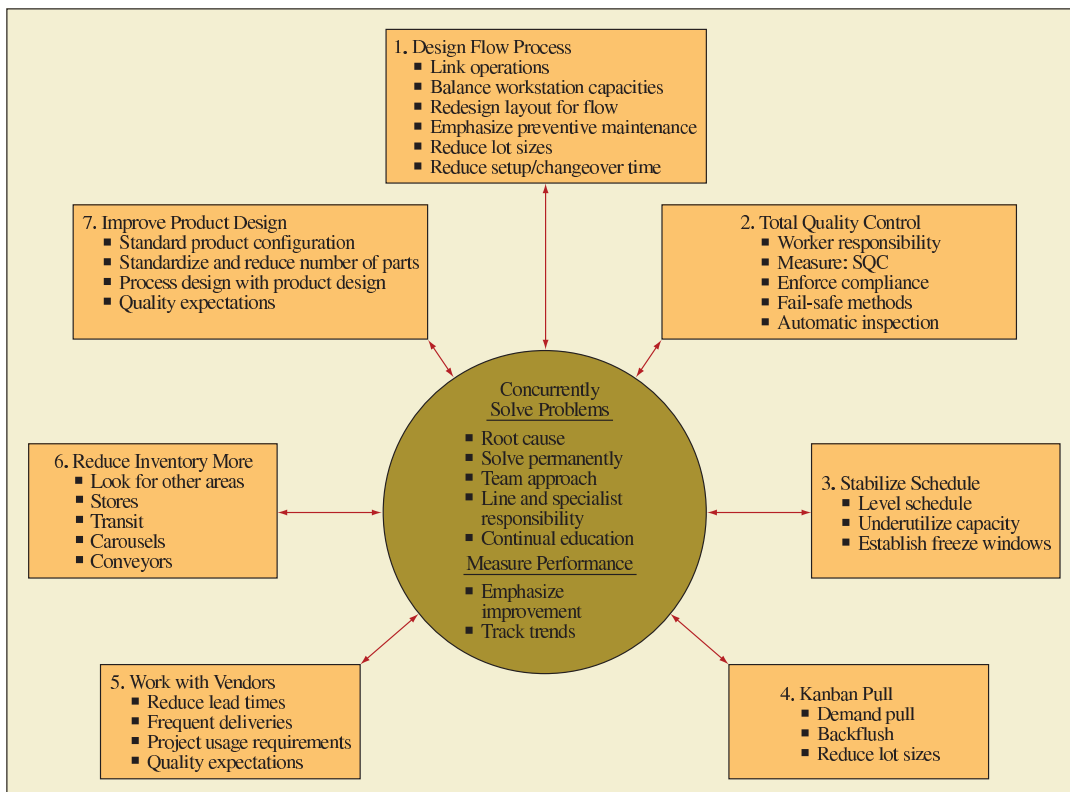 1. Design Flow Process
■ Link operations
■ Balance workstation capacities
■ Redesign layout for flow
■ Emphasize preventive maintenance
■ Reduce lot sizes
■ Reduce setup/changeover time
7. Improve Product Design
■ Standard product configuration
■ Standardize and reduce number of parts
■ Process design with product design
■ Quality expectations
2. Total Quality Control
■ Worker responsibility
■ Measure: SQC
■ Enforce compliance
■ Fail-safe methods
■ Automatic inspection
Concurrently
Solve Problems
■ Root cause
■ Solve permanently
■ Team approach
■ Line and specialist
responsibility
■ Continual education
Measure Performance
■ Emphasize
improvement
■ Track trends
6. Reduce Inventory More
■ Look for other areas
■ Stores
■ Transit
■ Carousels
■ Conveyors
3. Stabilize Schedule
■ Level schedule
■ Underutilize capacity
■ Establish freeze windows
5. Work with Vendors
■ Reduce lead times
■ Frequent deliveries
■ Project usage requirements
■ Quality expectations
4. Kanban Pull
■ Demand pull
■ Backflush
■ Reduce lot sizes